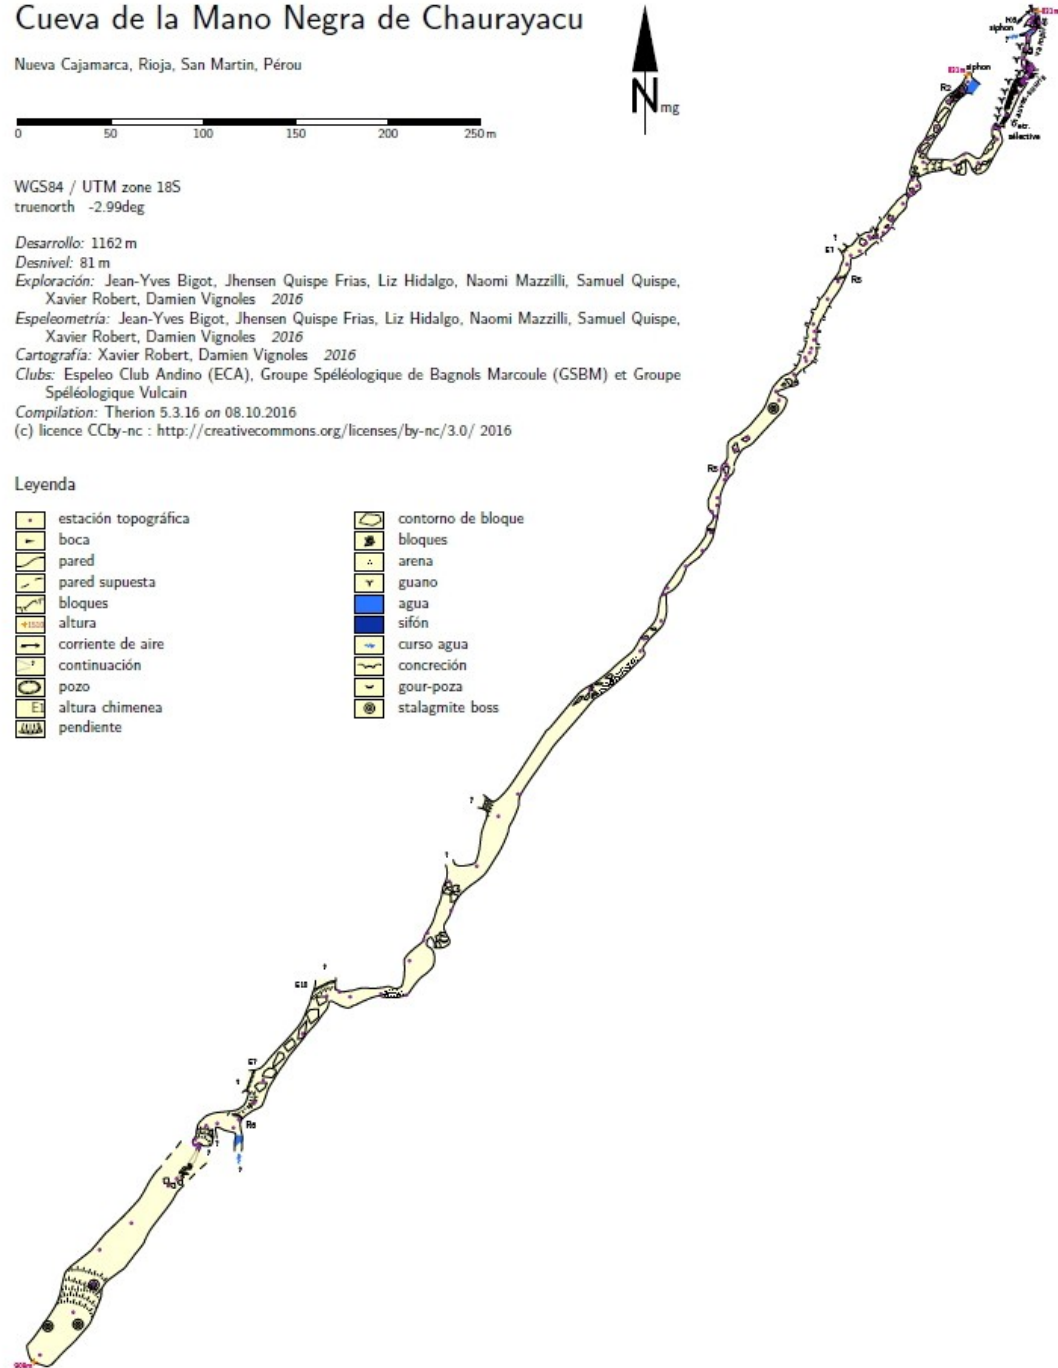 Cueva de la Mano Negra de Chaurayacu
Nueva Cajamarca, Rioja, San Martin, Pérou
N mg
0 50 100 150 200 250 m
WGS84 / UTM zone 18S
truenorth -2.99deg
Desarrollo: 1162 m
Desnivel: 81 m
Exploración: Jean-Yves Bigot, Jhensen Quispe Frias, Liz Hidalgo, Naomi Mazzilli, Samuel Quispe,
Xavier Robert, Damien Vignoles 2016
Espeleometría: Jean-Yves Bigot, Jhensen Quispe Frias, Liz Hidalgo, Naomi Mazzilli, Samuel Quispe,
Xavier Robert, Damien Vignoles 2016
Cartografía: Xavier Robert, Damien Vignoles 2016
Clubs: Espeleo Club Andino (ECA), Groupe Spéléologique de Bagnols Marcoule (GSBM) et Groupe
Spéléologique Vulcain
Compilation: Therion 5.3.16 on 08.10.2016
(c) licence CCby-nc : http://creativecommons.org/licenses/by-nc/3.0/ 2016
Leyenda
estación topográfica
boca
pared
pared supuesta
bloques
altura
corriente de aire
? continuación
pozo
E1 altura chimenea
pendiente
contorno de bloque
bloques
arena
guano
agua
sifón
curso agua
concreción
gour-poza
stalagmite boss
siphon
?
siphon
R2
etr.
sélective
?
E1
R5
R5
?
?
?
E10
E7
?
R6
?
?
?